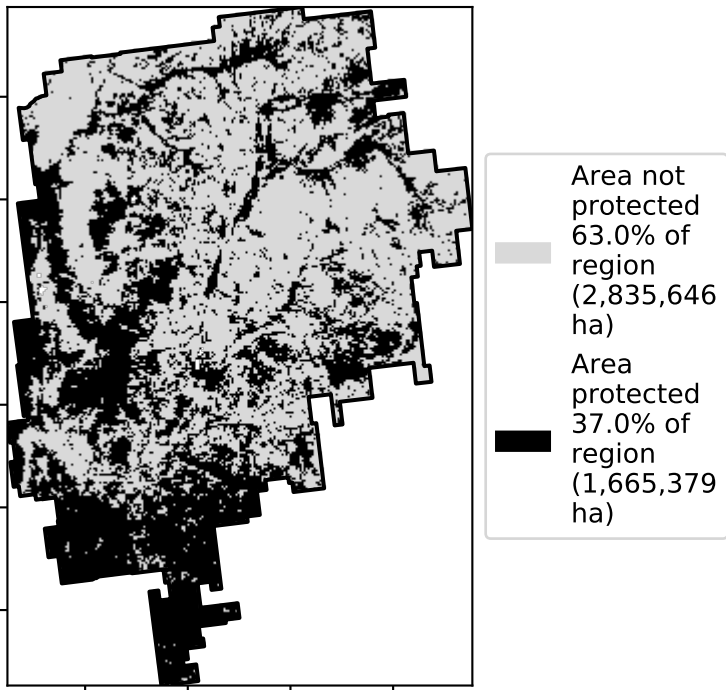 Area not
protected
63.0% of
region
(2,835,646
ha)
Area
protected
37.0% of
region
(1,665,379
ha)